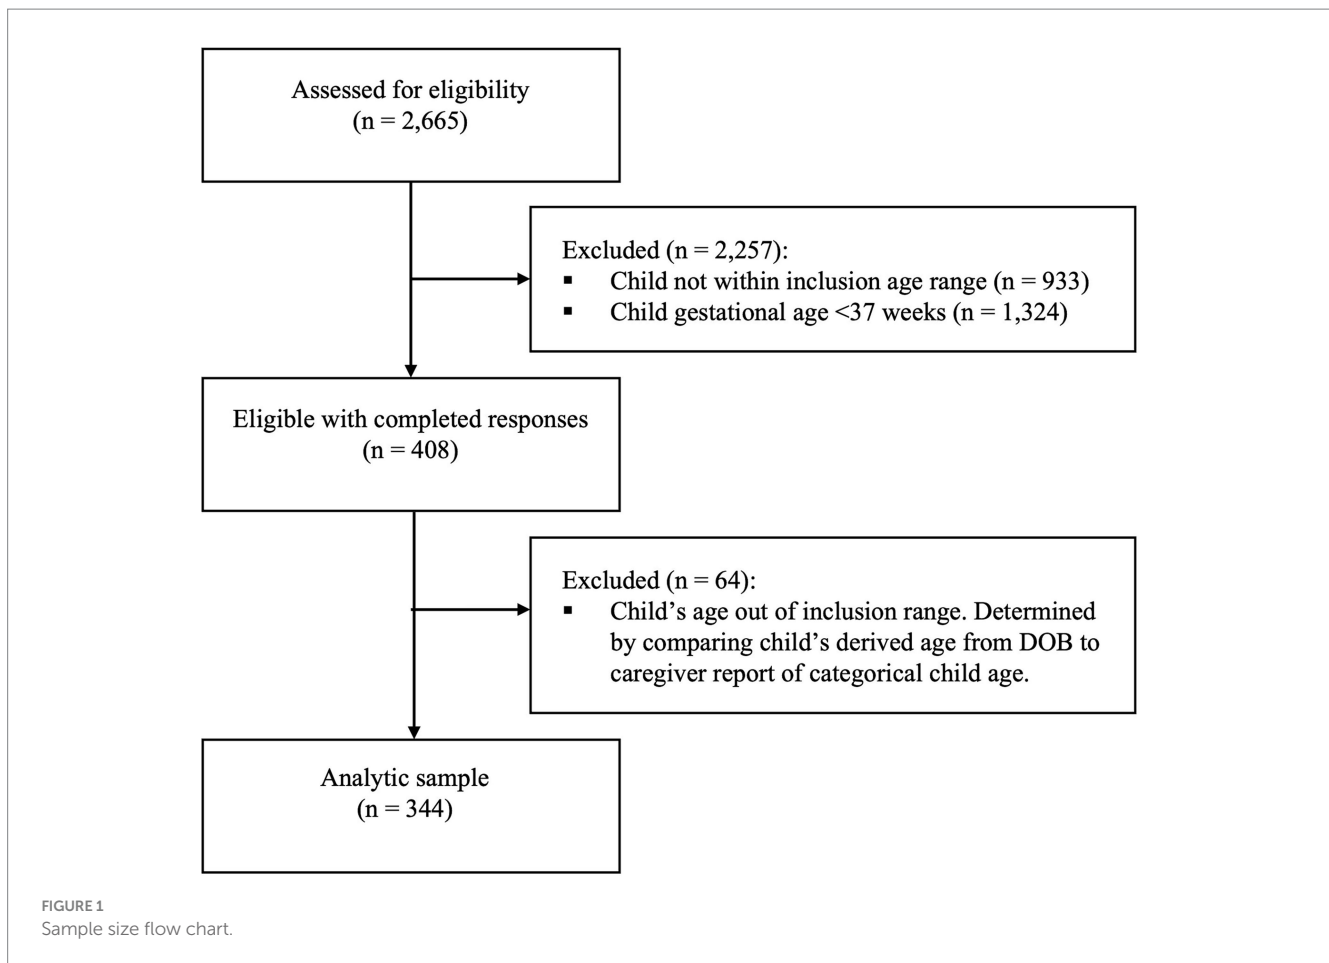 Assessed for eligibility
(n = 2,665)
Excluded (n = 2,257):
▪ Child not within inclusion age range (n = 933)
▪ Child gestational age <37 weeks (n = 1,324)
Eligible with completed responses
(n = 408)
Excluded (n = 64):
▪ Child’s age out of inclusion range. Determined
by comparing child’s derived age from DOB to
caregiver report of categorical child age.
Analytic sample
(n = 344)
FIGURE 1
Sample size flow chart.